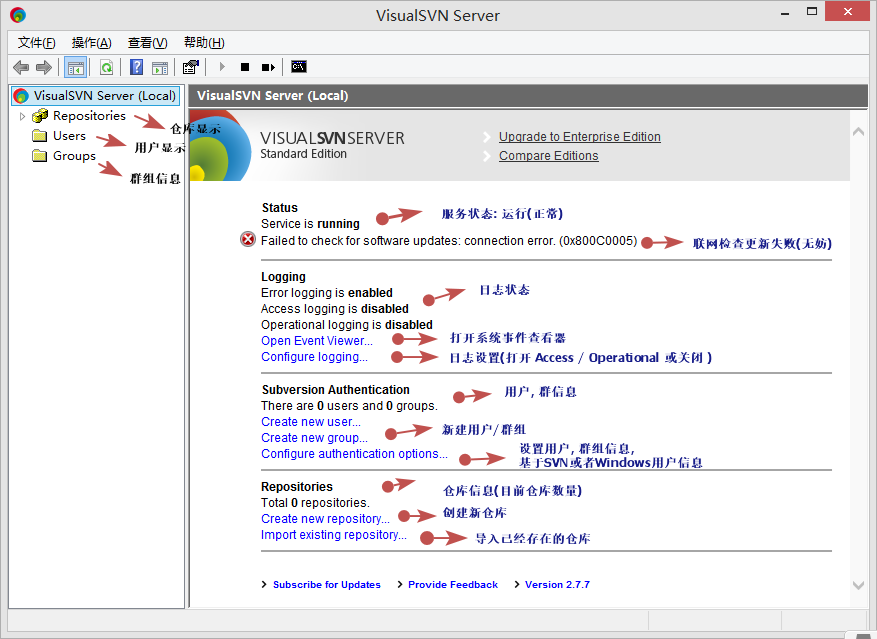 VisualSVN Server
文件(F) 操作(A) 查看(V) 帮助(H)
VisualSVN Server (Local)
Repositories
仓库显示
Users
用户显示
Groups
群组信息
VisualSVN Server (Local)
VISUALSVNSERVER
Standard Edition
Upgrade to Enterprise Edition
Compare Editions
Status
Service is running
服务状态: 运行(正常)
Failed to check for software updates: connection error. (0x800C0005)
联网检查更新失败(无妨)
Logging
Error logging is enabled
日志状态
Access logging is disabled
Operational logging is disabled
Open Event Viewer...
打开系统事件查看器
Configure logging...
日志设置(打开 Access / Operational 或关闭 )
Subversion Authentication
用户, 群信息
There are 0 users and 0 groups.
Create new user...
新建用户/群组
Create new group...
Configure authentication options...
设置用户, 群组信息,
基于SVN或者Windows用户信息
Repositories
仓库信息(目前仓库数量)
Total 0 repositories.
Create new repository...
创建新仓库
Import existing repository...
导入已经存在的仓库
Subscribe for Updates Provide Feedback Version 2.7.7